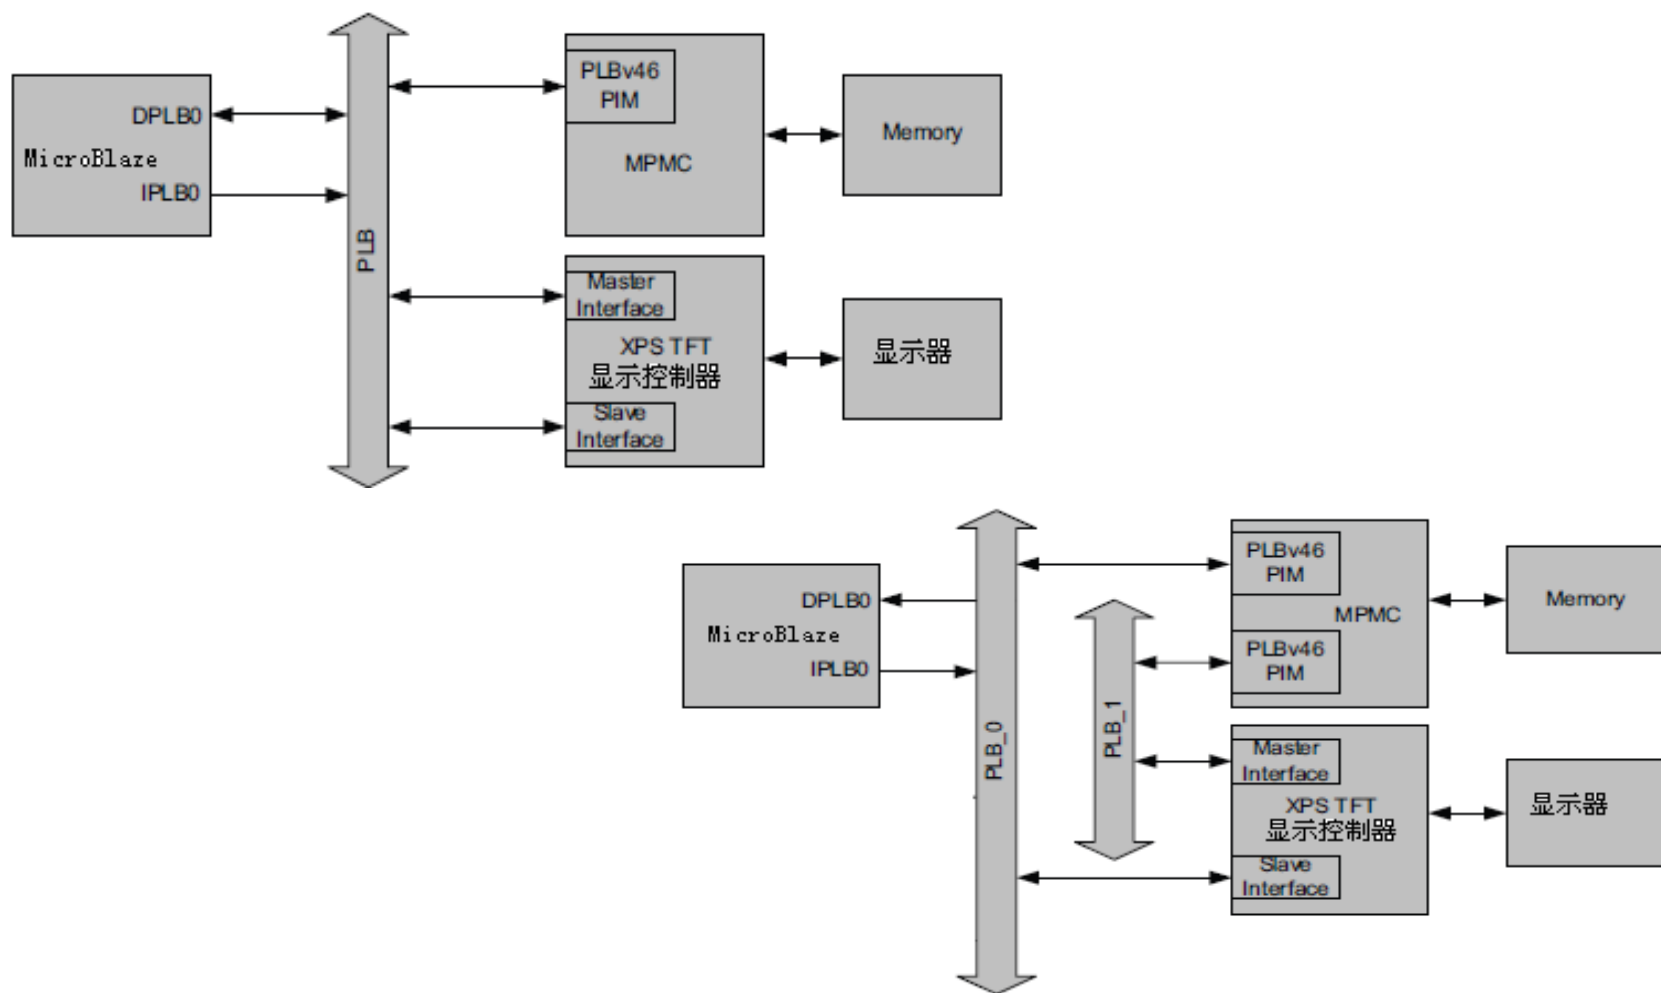 PLBv46
PIM
DPLB0
MicroBlaze
IPLB0
MPMC
Memory
PLB
Master
Interface
XPS TFT
显示控制器
Slave
Interface
显示器
PLBv46
PIM
DPLB0
MicroBlaze
IPLB0
MPMC
PLBv46
PIM
Memory
PLB_0
PLB_1
Master
Interface
XPS TFT
显示控制器
Slave
Interface
显示器